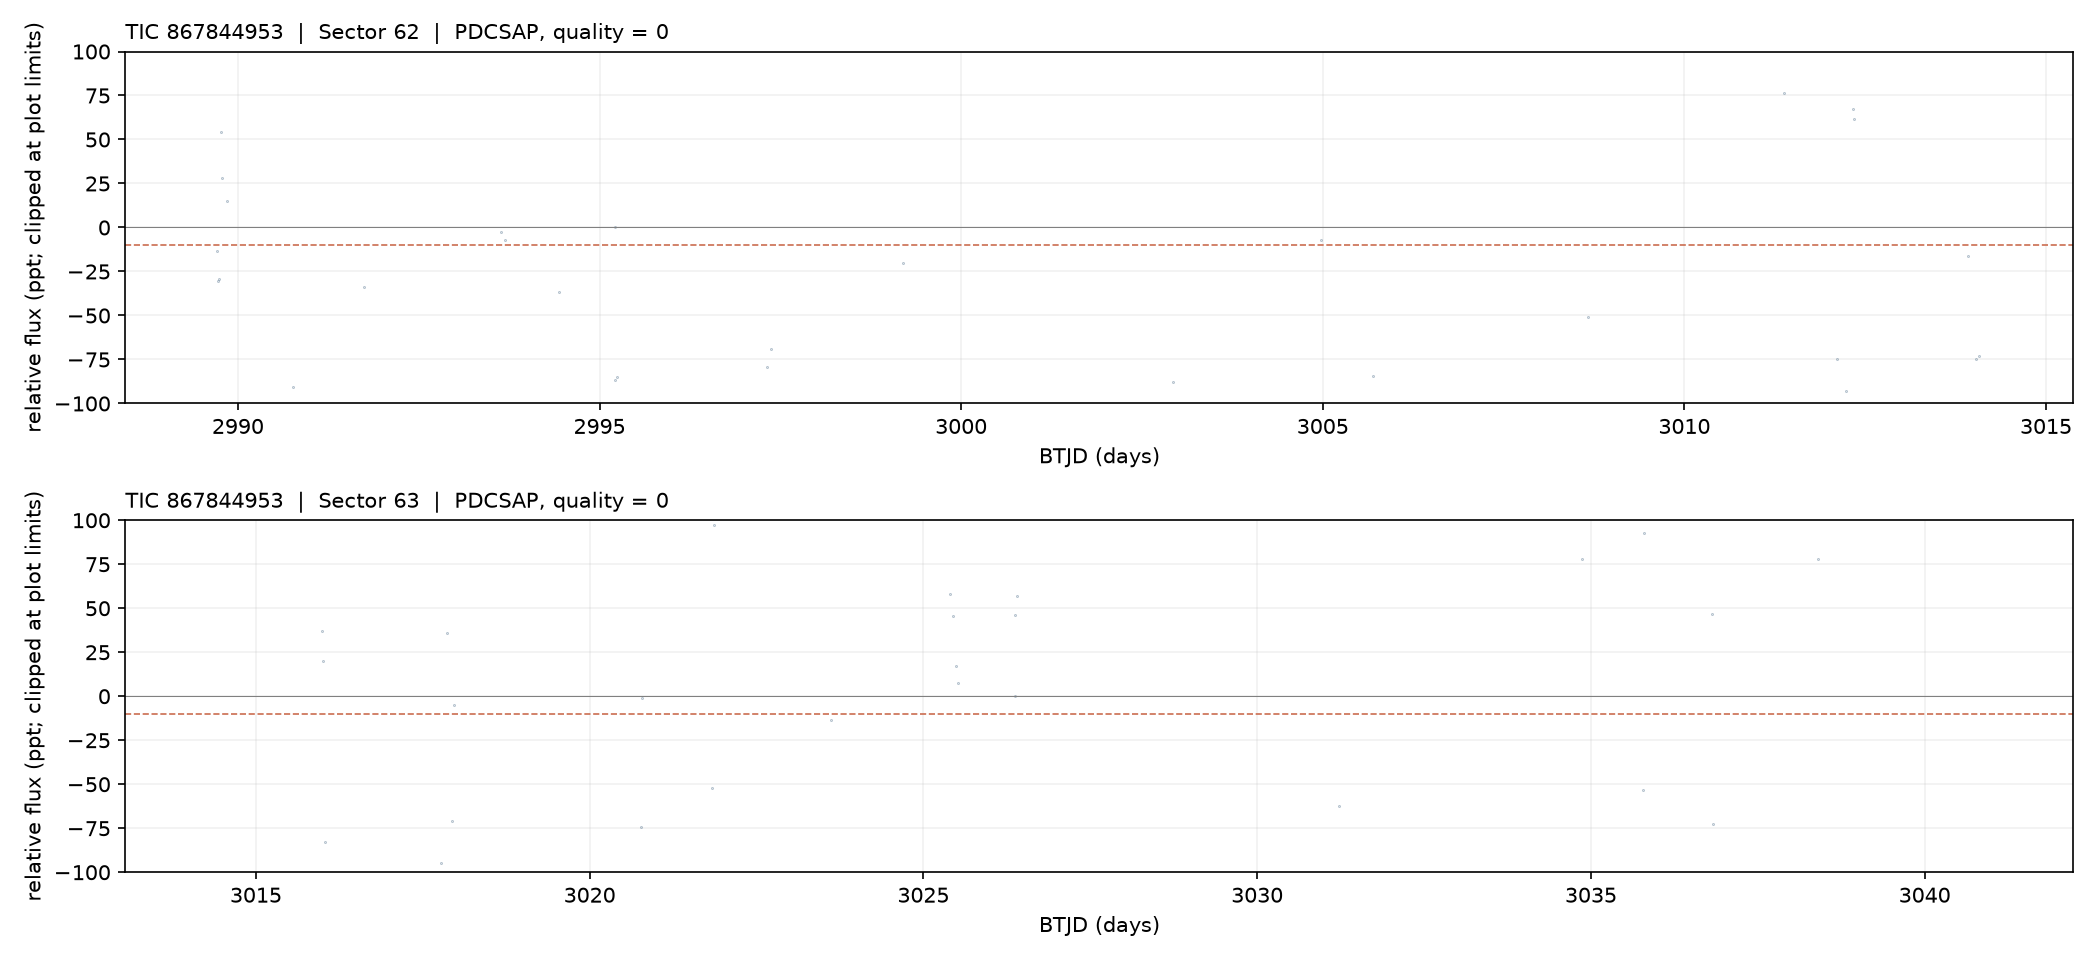 TIC 867844953 | Sector 62 | PDCSAP, quality = 0
relative flux (ppt; clipped at plot limits)
100
75
50
25
0
−25
−50
−75
−100
2990 2995 3000 3005 3010 3015
BTJD (days)
TIC 867844953 | Sector 63 | PDCSAP, quality = 0
relative flux (ppt; clipped at plot limits)
100
75
50
25
0
−25
−50
−75
−100
3015 3020 3025 3030 3035 3040
BTJD (days)